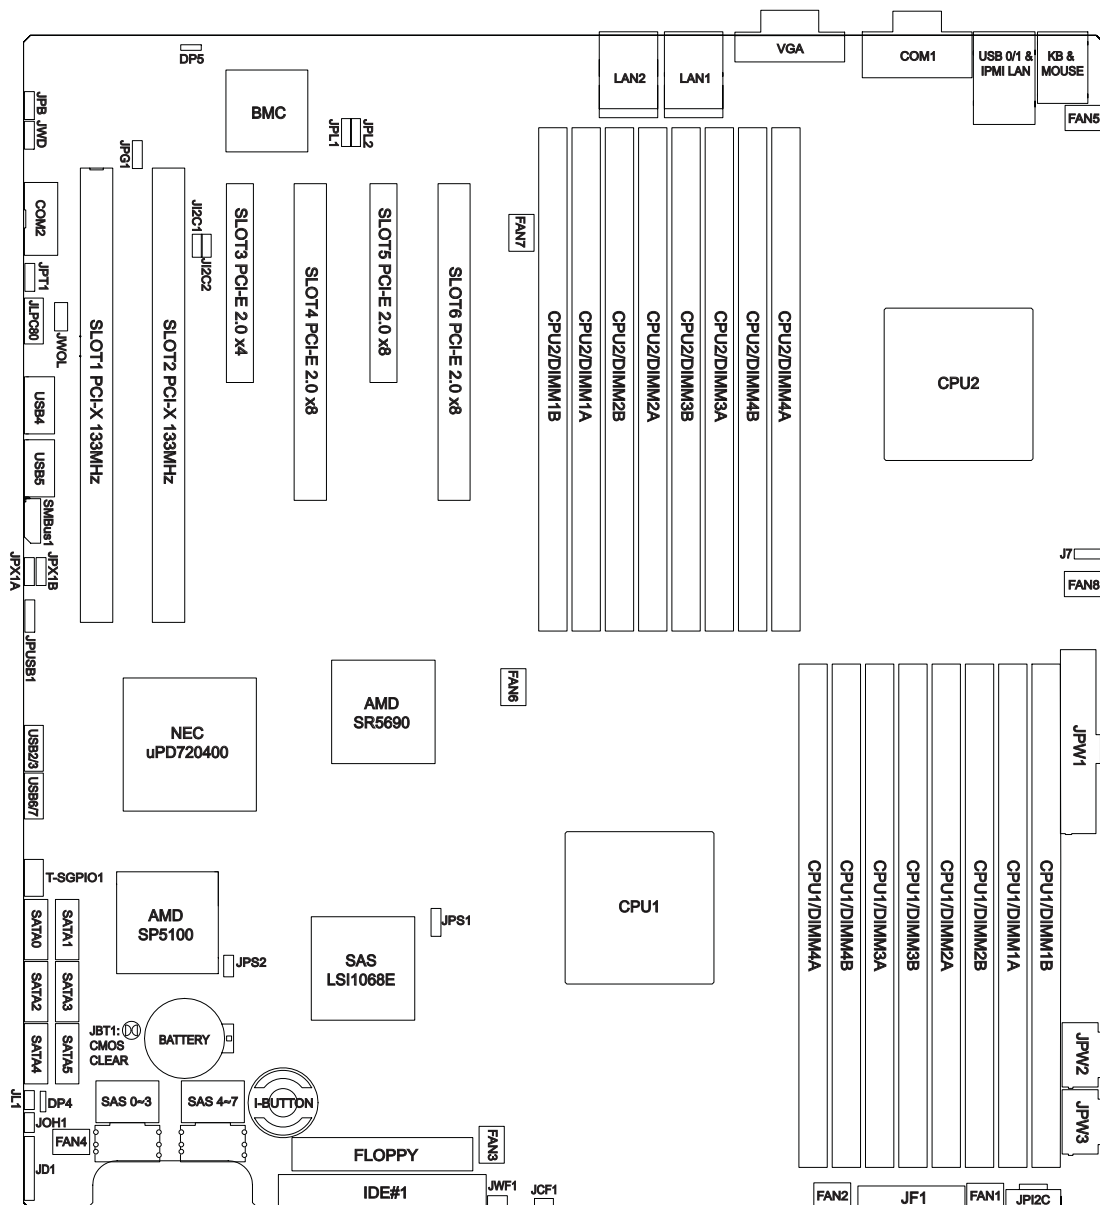 VGA
COM1
USB 0/1 &
IPMI LAN
KB &
MOUSE
DP5
LAN2
LAN1
BMC
JPB
JWD
JPL1
JPL2
FAN5
JPG1
COM2
JI2C1
JI2C2
SLOT3 PCI-E 2.0 x4
SLOT5 PCI-E 2.0 x8
FAN7
JPT1
JLPC80
JWOL
SLOT1 PCI-X 133MHz
SLOT2 PCI-X 133MHz
SLOT4 PCI-E 2.0 x8
SLOT6 PCI-E 2.0 x8
CPU2/DIMM1B
CPU2/DIMM1A
CPU2/DIMM2B
CPU2/DIMM2A
CPU2/DIMM3B
CPU2/DIMM3A
CPU2/DIMM4B
CPU2/DIMM4A
CPU2
USB4
USB5
SMBus1
JPX1A
JPX1B
J7
FAN8
JPUSB1
AMD
SR5690
FAN6
NEC
uPD720400
USB2/3
USB6/7
JPW1
T-SGPIO1
AMD
SP5100
CPU1
CPU1/DIMM4A
CPU1/DIMM4B
CPU1/DIMM3A
CPU1/DIMM3B
CPU1/DIMM2A
CPU1/DIMM2B
CPU1/DIMM1A
CPU1/DIMM1B
SATA0
SATA1
JPS1
SAS
LSI1068E
JPS2
SATA2
SATA3
JBT1:
CMOS
CLEAR
BATTERY
SATA4
SATA5
JPW2
JL1
DP4
SAS 0~3
SAS 4~7
I-BUTTON
JOH1
FAN4
JPW3
FLOPPY
FAN3
JD1
IDE#1
JWF1
JCF1
FAN2
JF1
FAN1
JPI2C